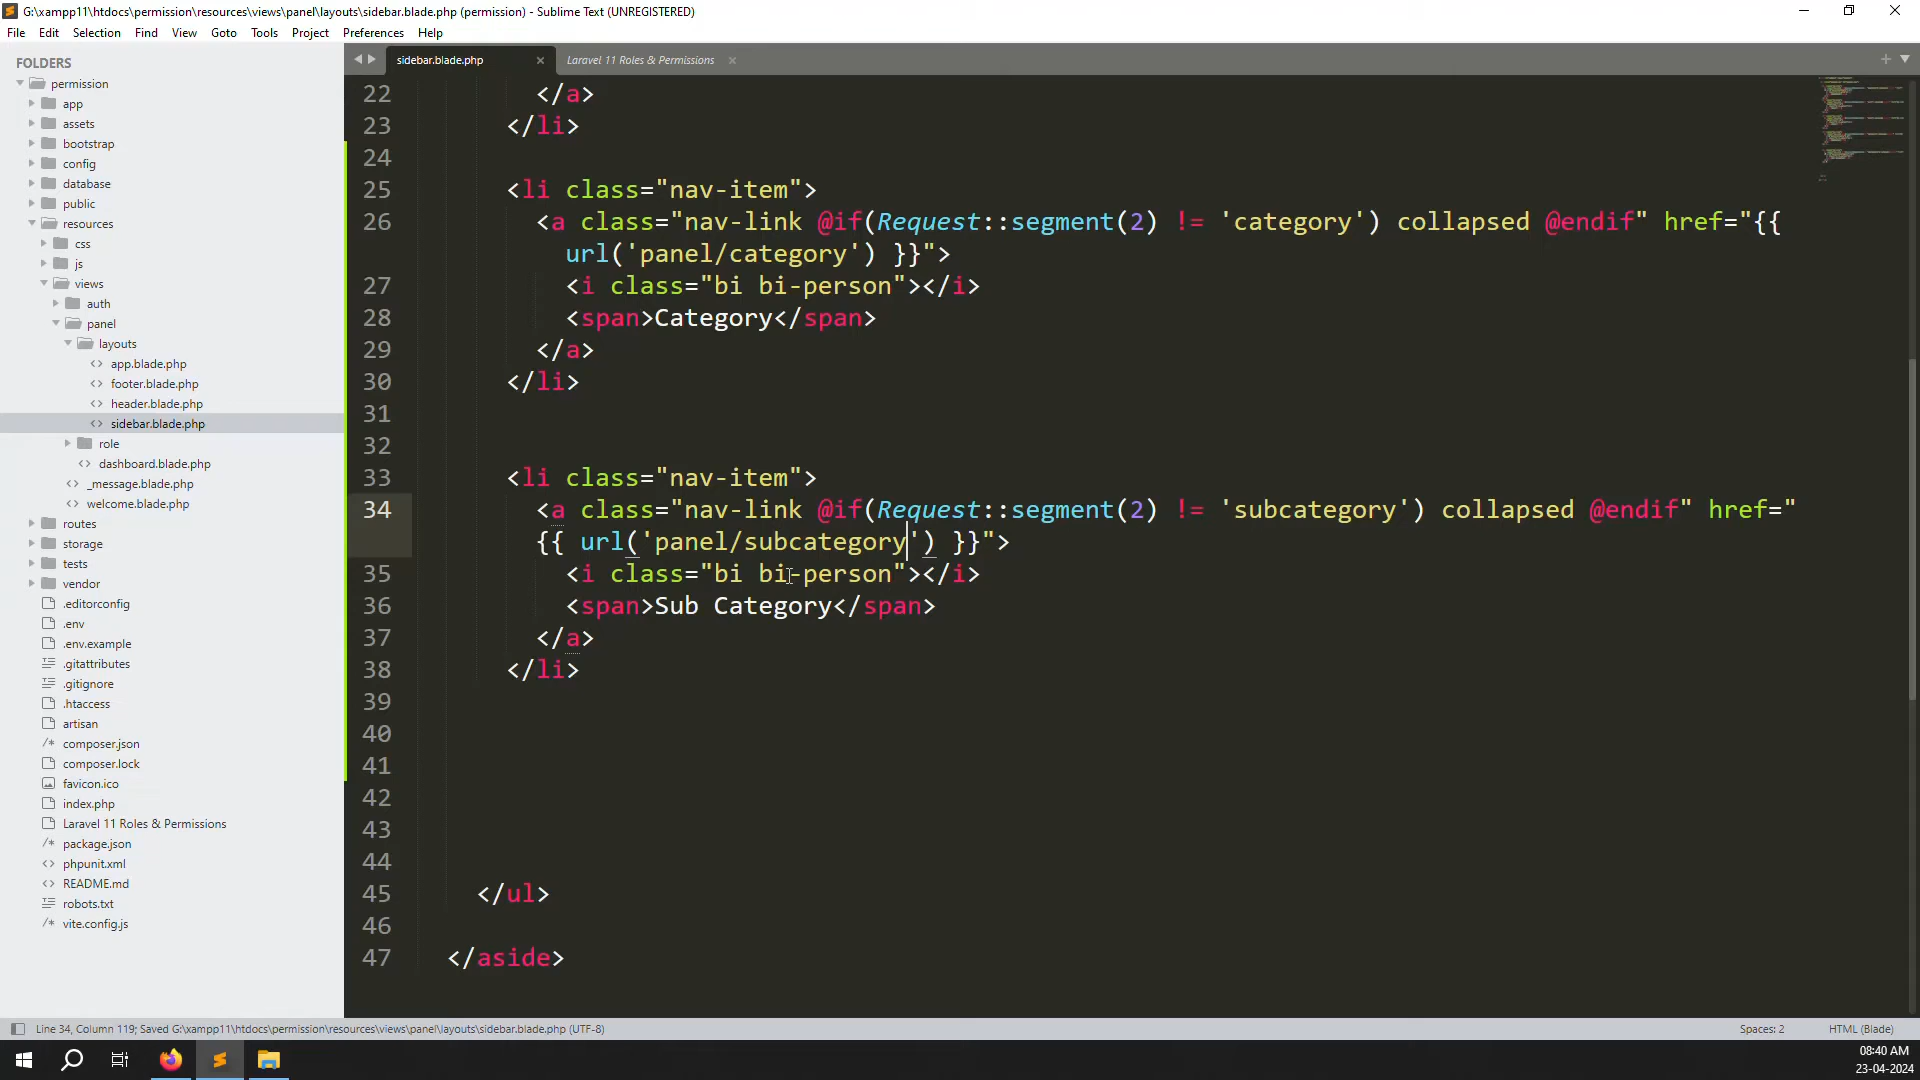 G:\xampp11\htdocs\permission\resources\views\panel\layouts\sidebar.blade.php (permission) - Sublime Text (UNREGISTERED)
File Edit Selection Find View Goto Tools Project Preferences Help
FOLDERS
permission
app
assets
bootstrap
config
database
public
resources
css
js
views
auth
panel
layouts
app.blade.php
footer.blade.php
header.blade.php
sidebar.blade.php
role
dashboard.blade.php
_message.blade.php
welcome.blade.php
routes
storage
tests
vendor
.editorconfig
.env
.env.example
.gitattributes
.gitignore
.htaccess
artisan
composer.json
composer.lock
favicon.ico
index.php
Laravel 11 Roles & Permissions
package.json
phpunit.xml
README.md
robots.txt
vite.config.js
sidebar.blade.php Laravel 11 Roles & Permissions
22 </a>
23 </li>
24
25 <li class="nav-item">
26 <a class="nav-link @if(Request::segment(2) != 'category') collapsed @endif" href="{{
url('panel/category') }}">
27 <i class="bi bi-person"></i>
28 <span>Category</span>
29 </a>
30 </li>
31
32
33 <li class="nav-item">
34 <a class="nav-link @if(Request::segment(2) != 'subcategory') collapsed @endif" href="
{{ url('panel/subcategory') }}">
35 <i class="bi bi-person"></i>
36 <span>Sub Category</span>
37 </a>
38 </li>
39
40
41
42
43
44
45 </ul>
46
47 </aside>
Line 34, Column 119; Saved G:\xampp11\htdocs\permission\resources\views\panel\layouts\sidebar.blade.php (UTF-8)
Spaces: 2
HTML (Blade)
08:40 AM
23-04-2024